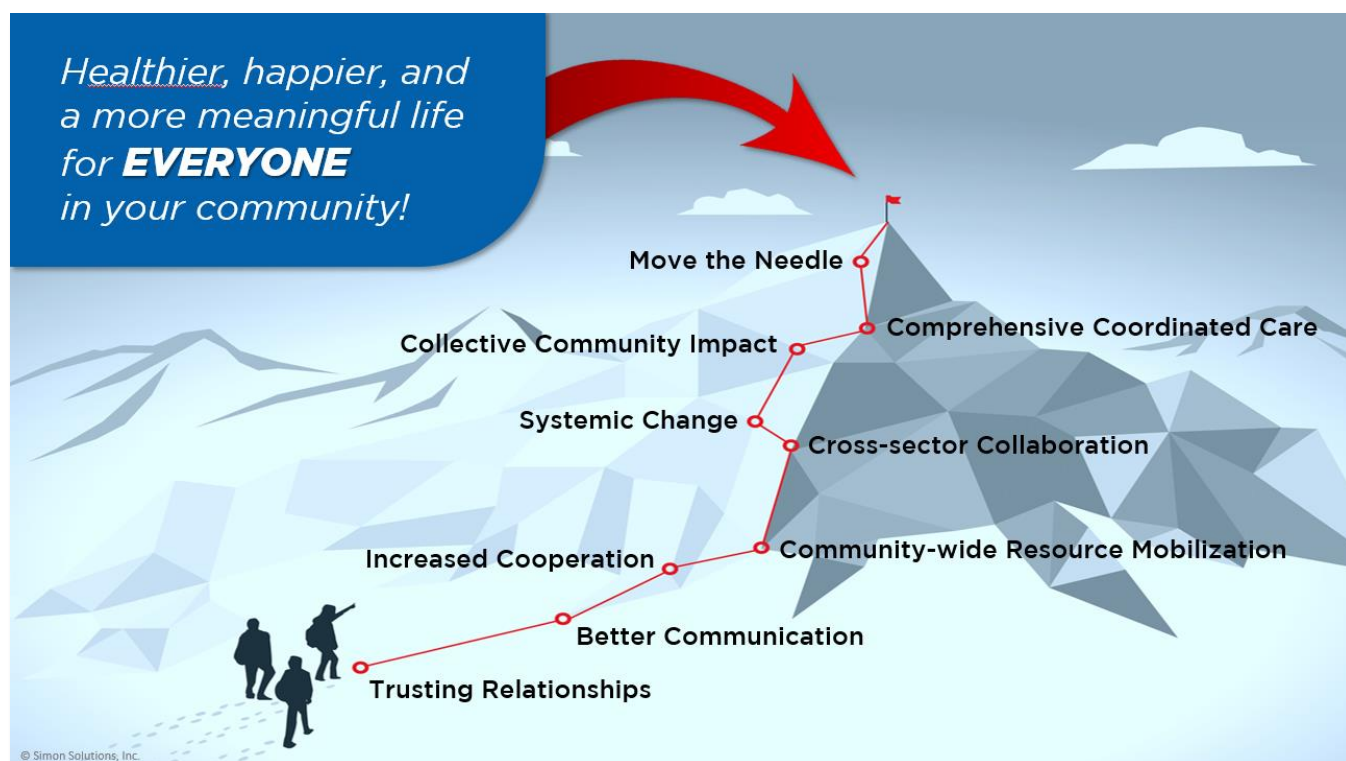 Healthier, happier, and
a more meaningful life
for EVERYONE
in your community!
Move the Needle
Comprehensive Coordinated Care
Collective Community Impact
Systemic Change
Cross-sector Collaboration
Community-wide Resource Mobilization
Increased Cooperation
Better Communication
Trusting Relationships
© Simon Solutions, Inc.